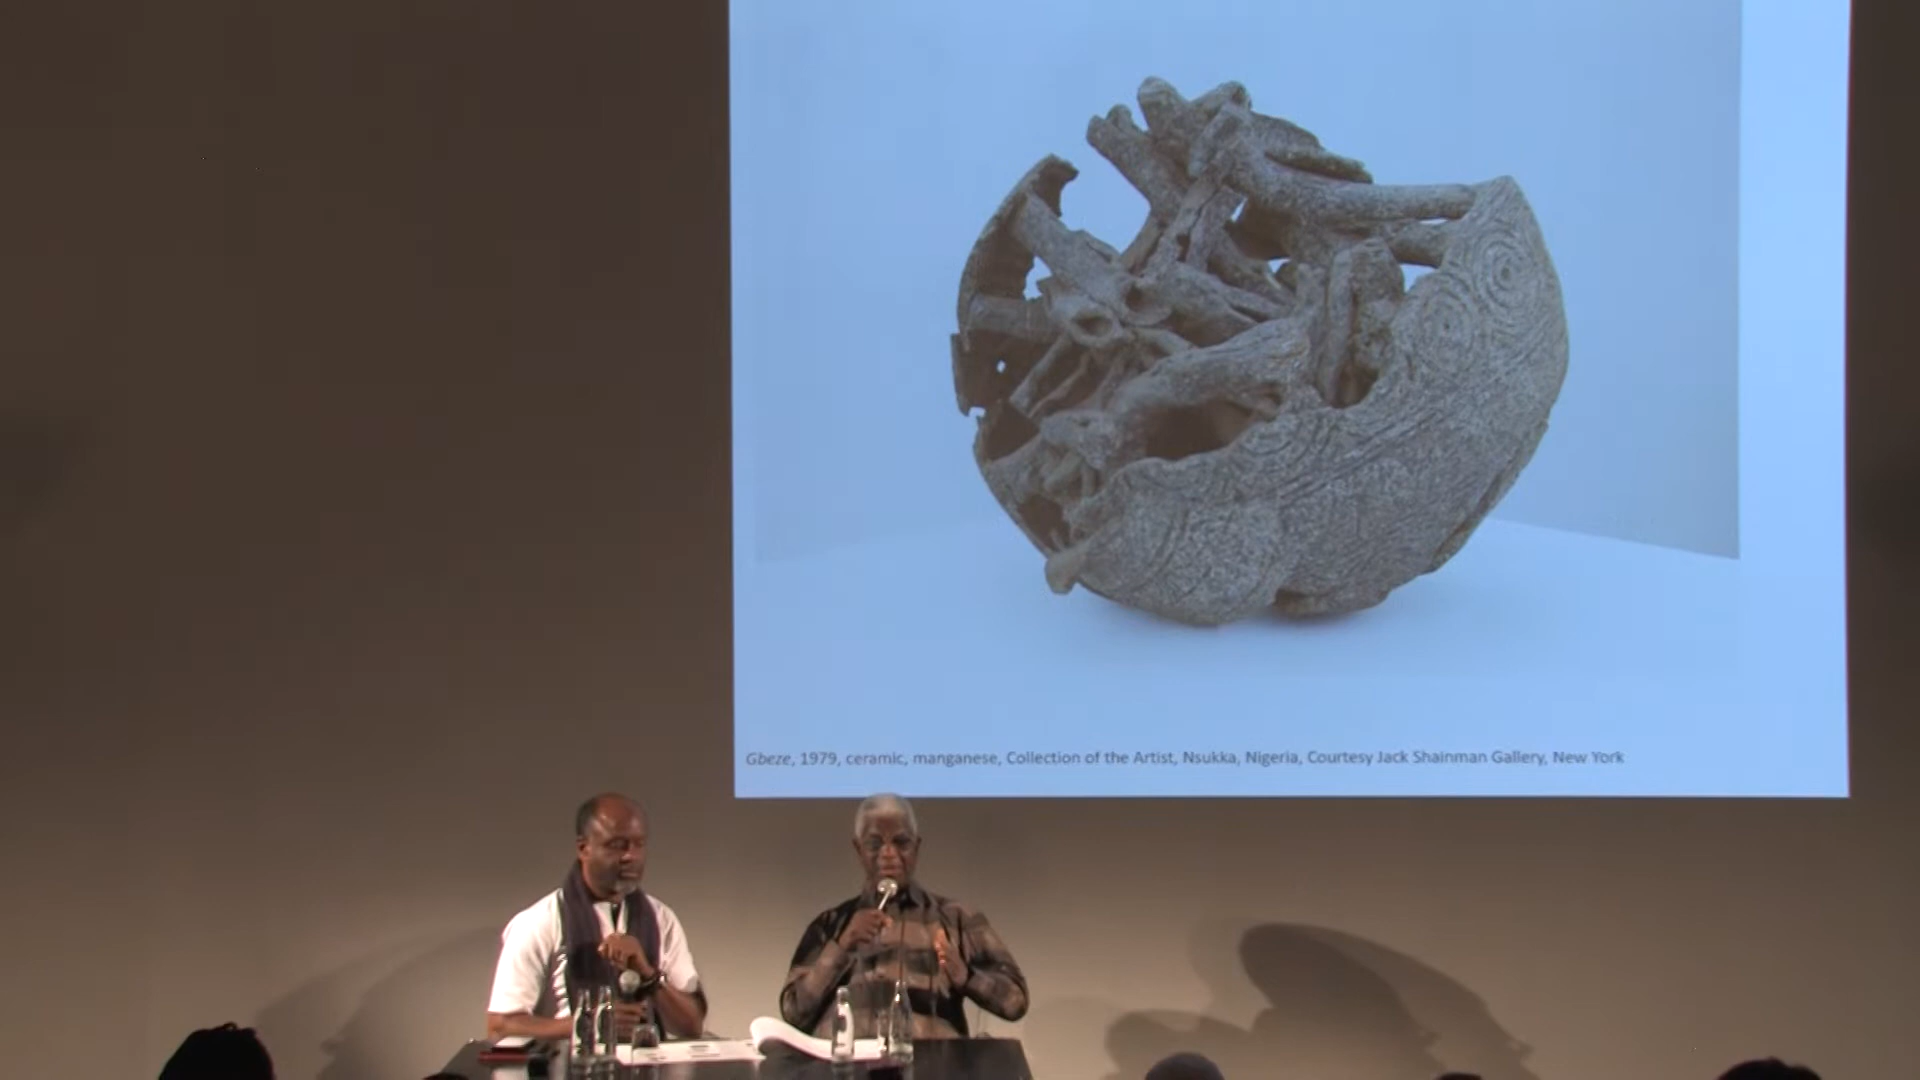 Gbeze, 1979, ceramic, manganese, Collection of the Artist, Nsukka, Nigeria, Courtesy Jack Shainman Gallery, New York